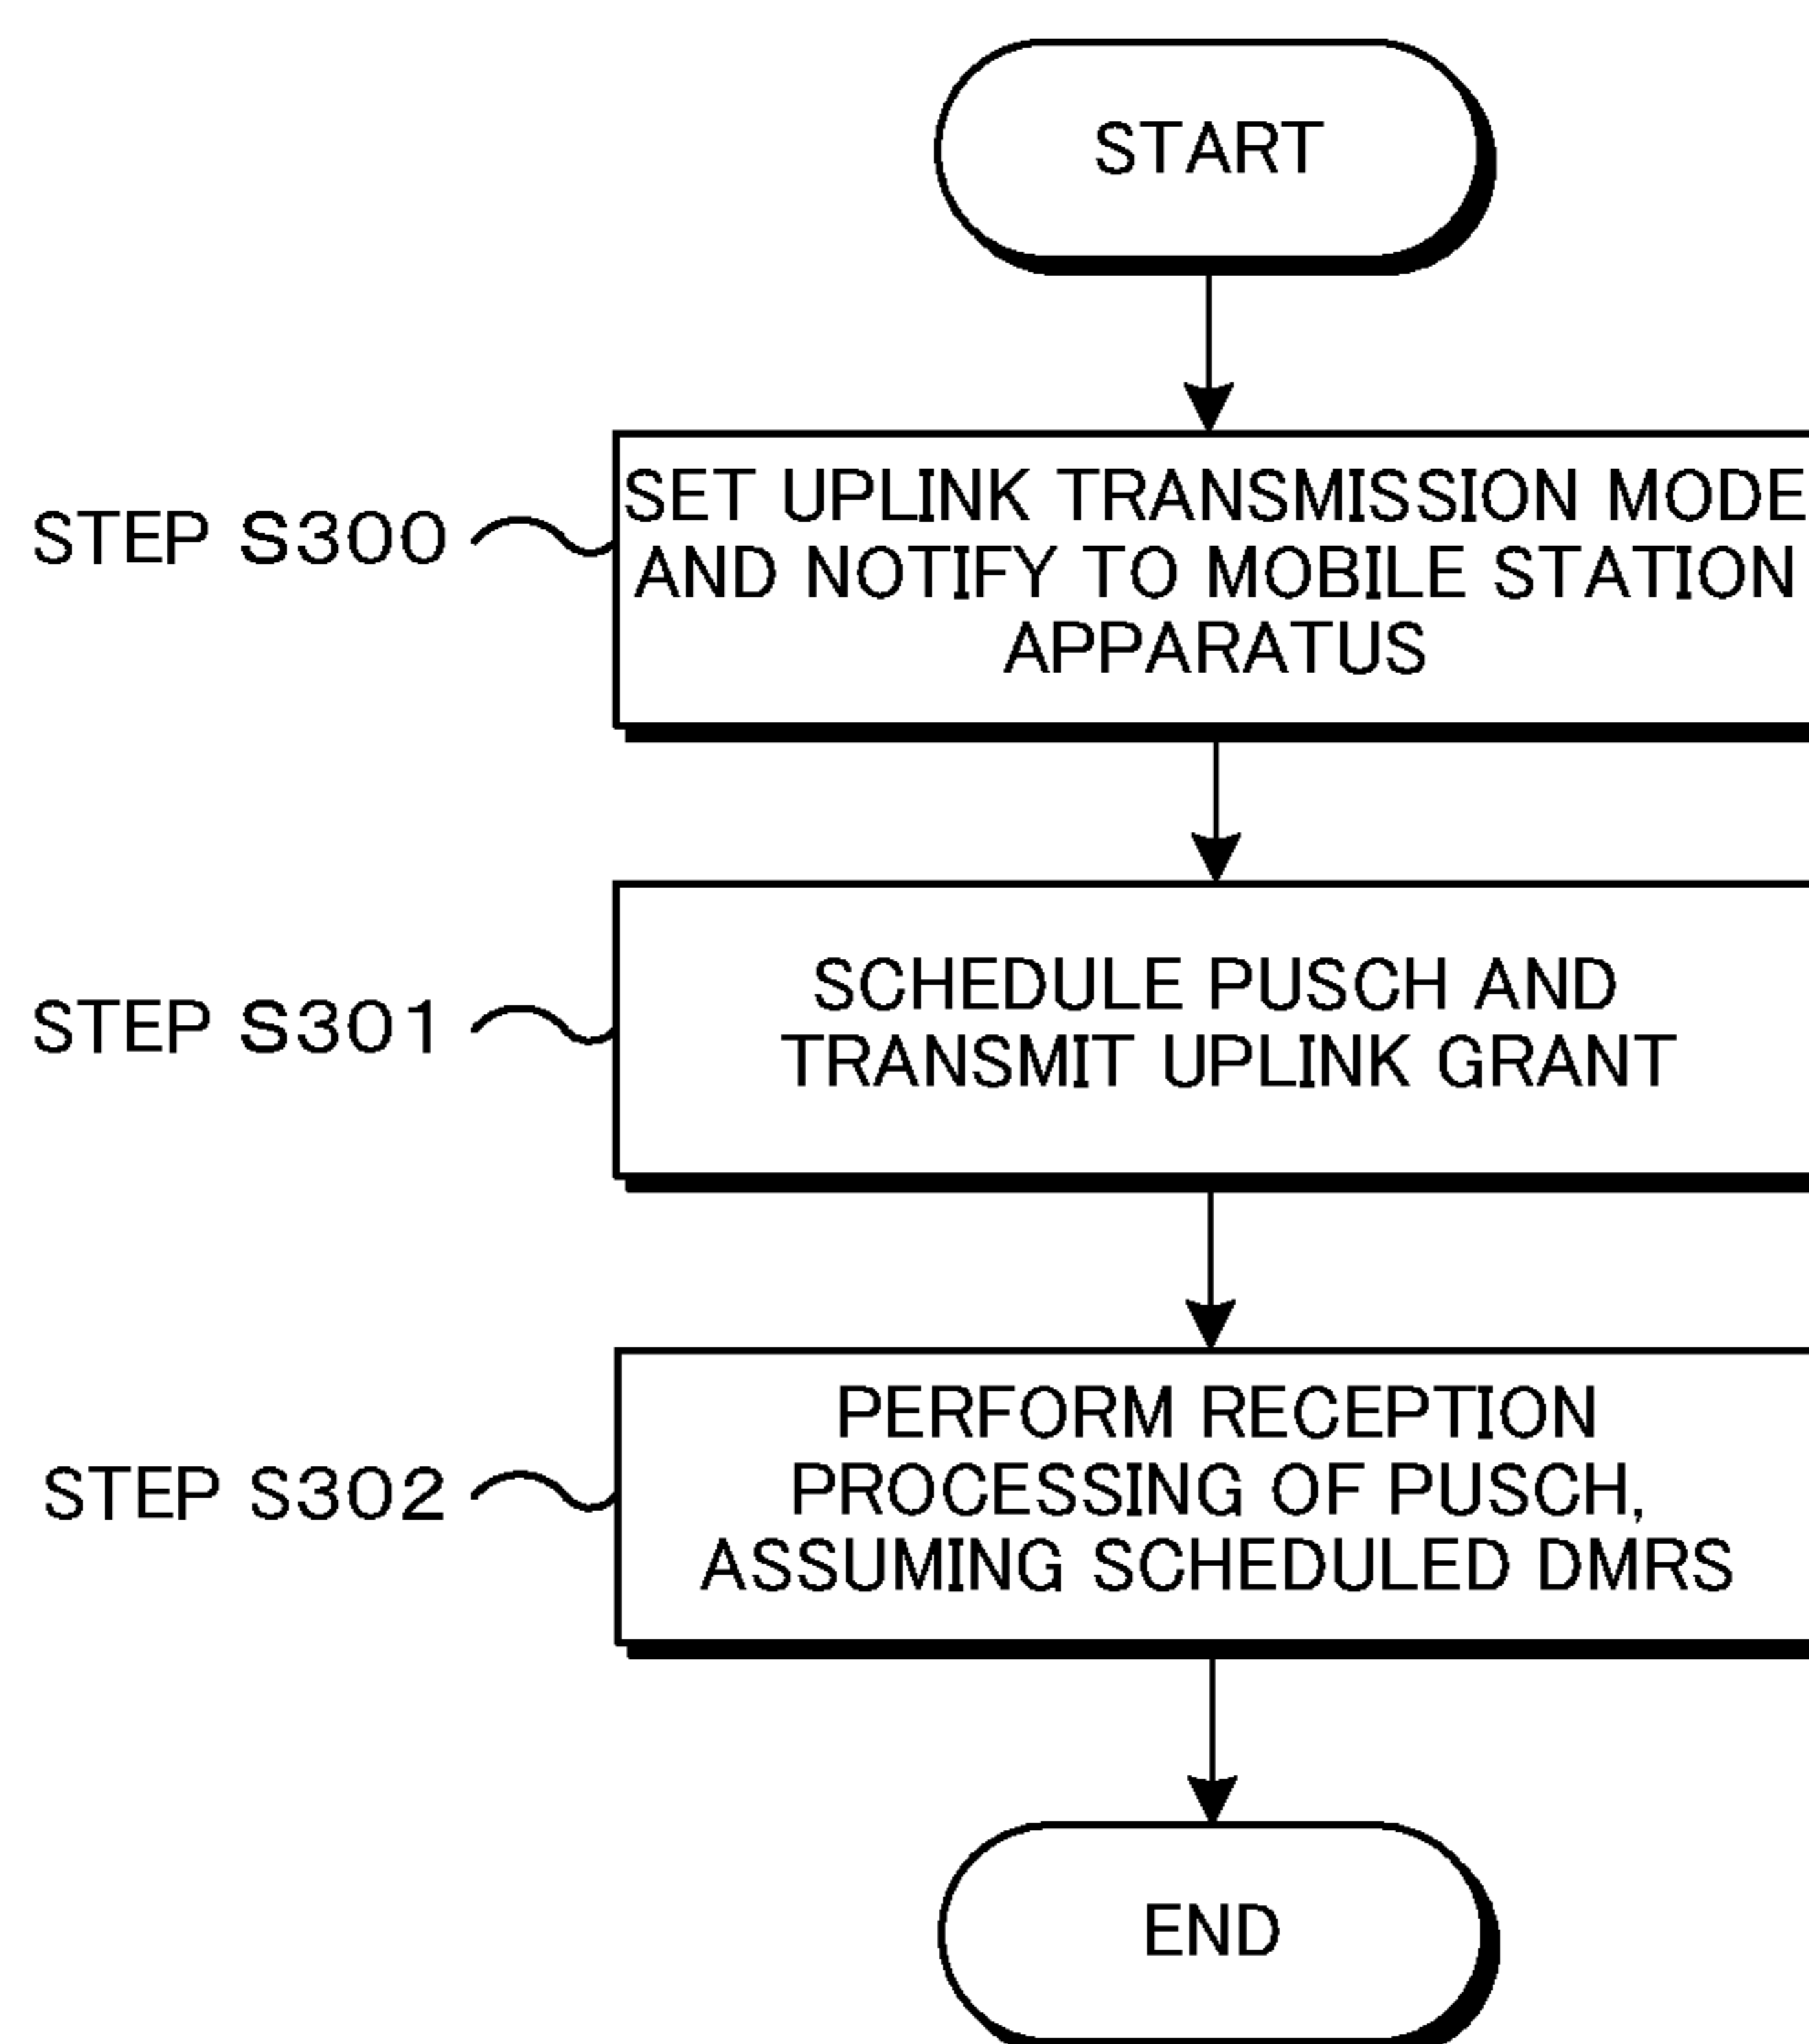 START
STEP S300
SET UPLINK TRANSMISSION MODE
AND NOTIFY TO MOBILE STATION
APPARATUS
STEP S301
SCHEDULE PUSCH AND
TRANSMIT UPLINK GRANT
STEP S302
PERFORM RECEPTION
PROCESSING OF PUSCH,
ASSUMING SCHEDULED DMRS
END